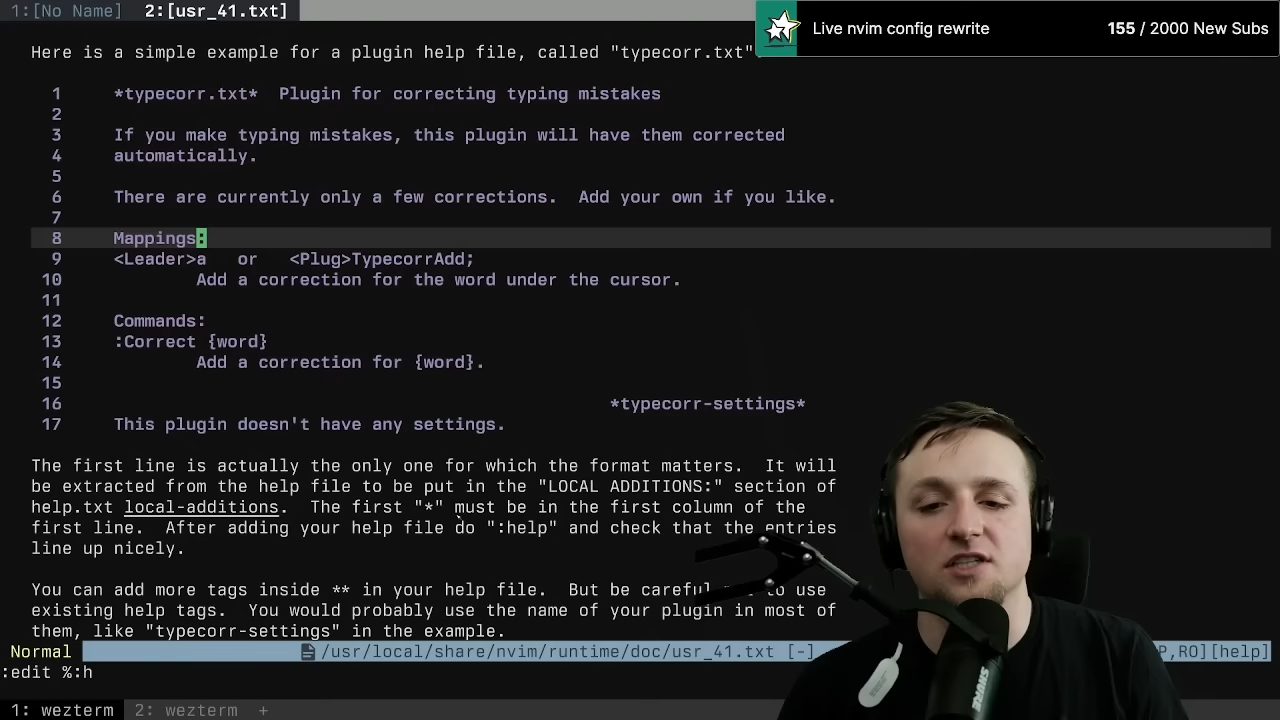 1:[No Name]  2:[usr_41.txt]
Live nvim config rewrite 155 / 2000 New Subs
Here is a simple example for a plugin help file, called "typecorr.txt"
1 *typecorr.txt*  Plugin for correcting typing mistakes
2
3 If you make typing mistakes, this plugin will have them corrected
4 automatically.
5
6 There are currently only a few corrections.  Add your own if you like.
7
8 Mappings:
9 <Leader>a   or   <Plug>TypecorrAdd;
10 Add a correction for the word under the cursor.
11
12 Commands:
13 :Correct {word}
14 Add a correction for {word}.
15
16 *typecorr-settings*
17 This plugin doesn't have any settings.
The first line is actually the only one for which the format matters.  It will
be extracted from the help file to be put in the "LOCAL ADDITIONS:" section of
help.txt local-additions.  The first "*" must be in the first column of the
first line.  After adding your help file do ":help" and check that the entries
line up nicely.
You can add more tags inside ** in your help file.  But be careful to use
existing help tags.  You would probably use the name of your plugin in most of
them, like "typecorr-settings" in the example.
Normal /usr/local/share/nvim/runtime/doc/usr_41.txt [-] P,RO][help]
:edit %:h
1: wezterm 2: wezterm +
SHURE